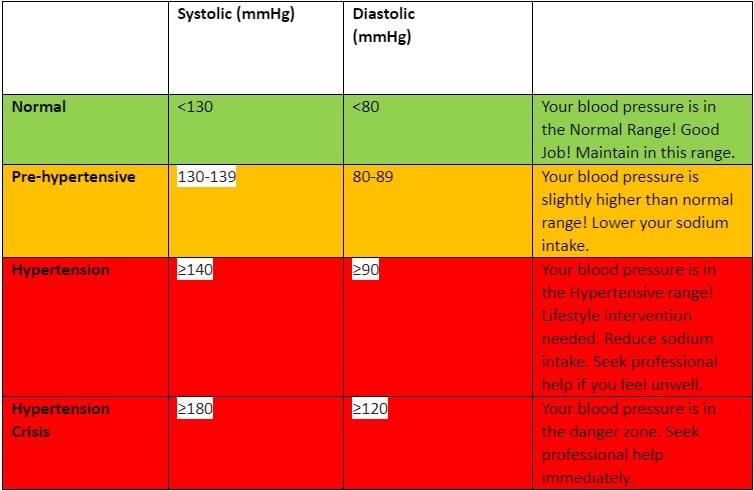 Systolic (mmHg)
Diastolic
(mmHg)
Normal
<130
<80
Your blood pressure is in
the Normal Range! Good
Job! Maintain in this range.
Pre-hypertensive
130-139
80-89
Your blood pressure is
slightly higher than normal
range! Lower your sodium
intake.
Hypertension
≥140
≥90
Your blood pressure is in
the Hypertensive range!
Lifestyle intervention
needed. Reduce sodium
intake. Seek professional
help if you feel unwell.
Hypertension
Crisis
≥180
≥120
Your blood pressure is in
the danger zone. Seek
professional help
immediately.